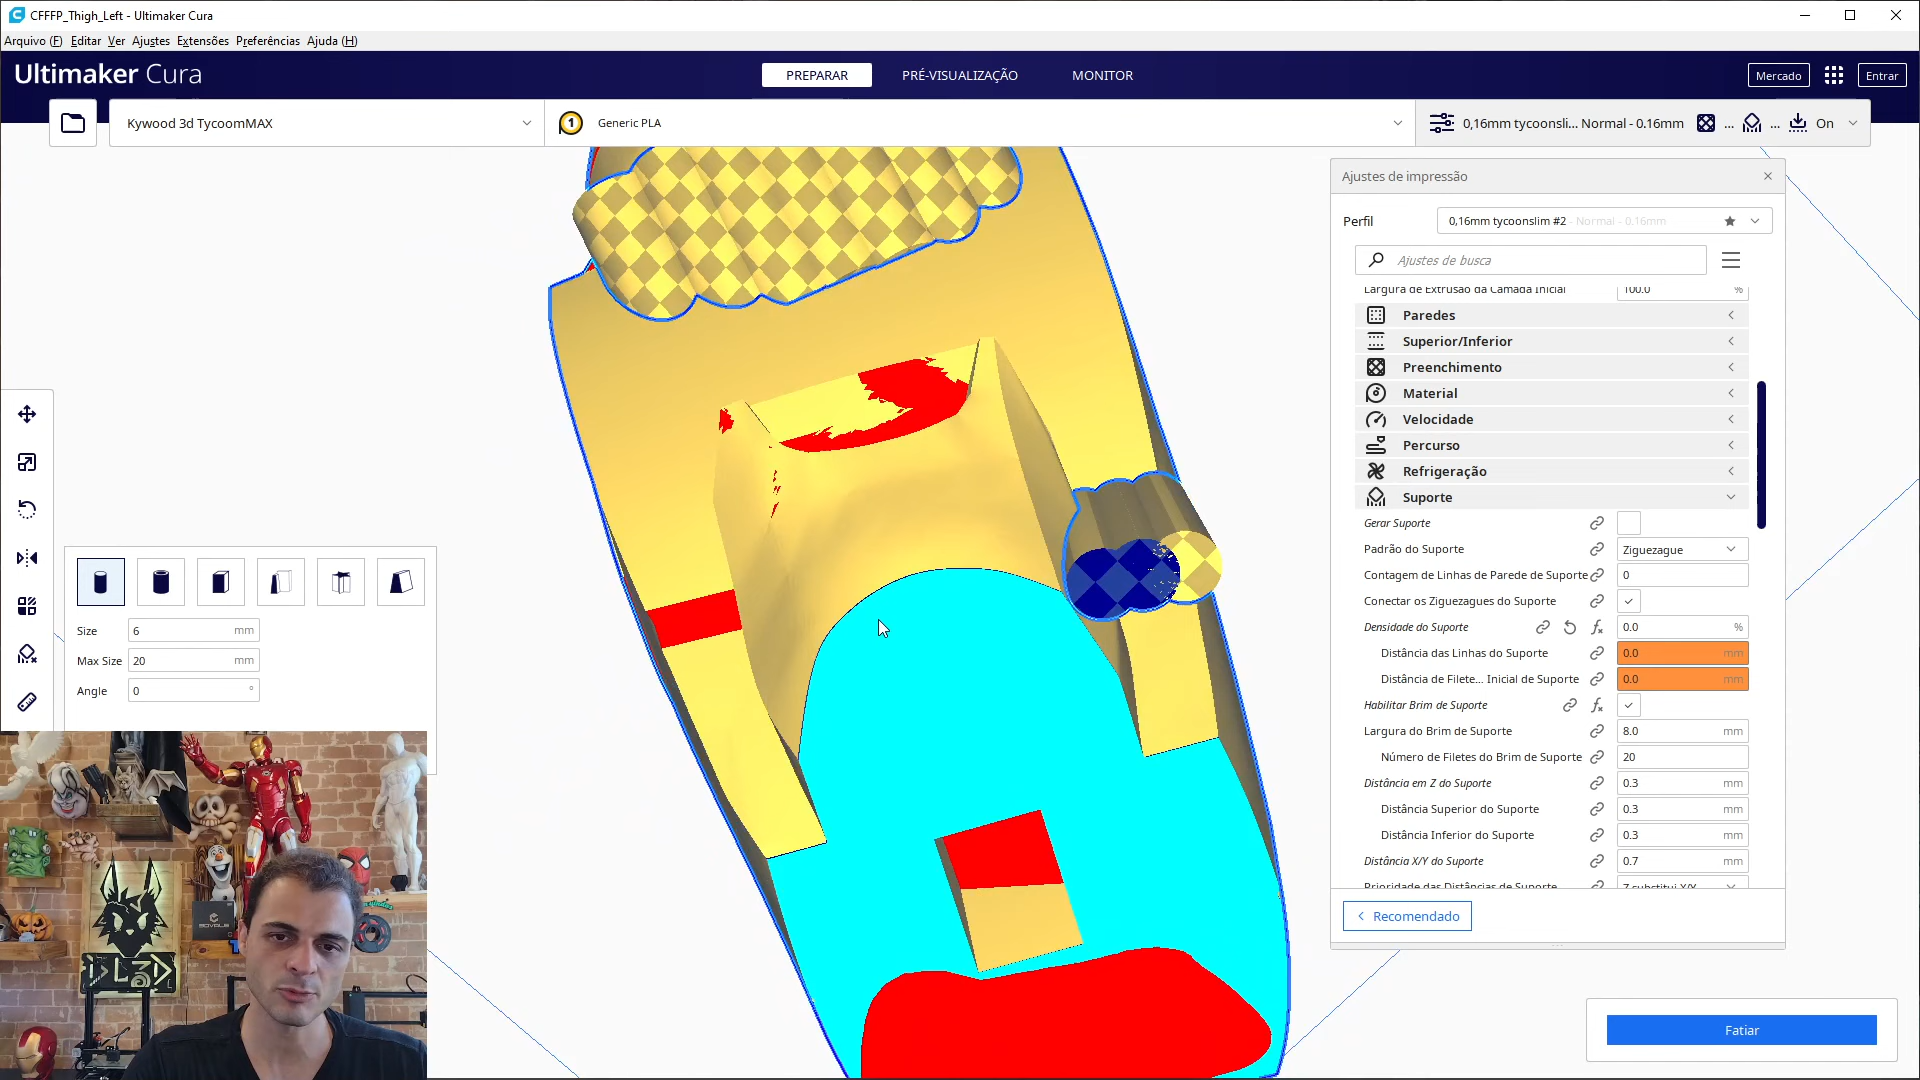 CFFFP_Thigh_Left - Ultimaker Cura
Arquivo (F) Editar Ver Ajustes Extensões Preferências Ajuda (H)
Ultimaker Cura
PREPARAR
PRÉ-VISUALIZAÇÃO
MONITOR
Mercado
Entrar
Kywood 3d TycoomMAX
1
Generic PLA
0,16mm tycoonsli... Normal - 0.16mm
...
...
On
Ajustes de impressão
Perfil
0,16mm tycoonslim #2 - Normal - 0.16mm
Ajustes de busca
Largura de Extrusão da Camada Inicial
100.0 %
Paredes
Superior/Inferior
Preenchimento
Material
Velocidade
Percurso
Refrigeração
Suporte
Gerar Suporte
Padrão do Suporte
Ziguezague
Contagem de Linhas de Parede de Suporte
0
Conectar os Ziguezagues do Suporte
Densidade do Suporte
0.0 %
Distância das Linhas do Suporte
0.0 mm
Distância de Filete... Inicial de Suporte
0.0 mm
Habilitar Brim de Suporte
Largura do Brim de Suporte
8.0 mm
Número de Filetes do Brim de Suporte
20
Distância em Z do Suporte
0.3 mm
Distância Superior do Suporte
0.3 mm
Distância Inferior do Suporte
0.3 mm
Distância X/Y do Suporte
0.7 mm
Prioridade das Distâncias de Suporte
Z substitui X/Y
Recomendado
Fatiar
Size
6 mm
Max Size
20 mm
Angle
0 °